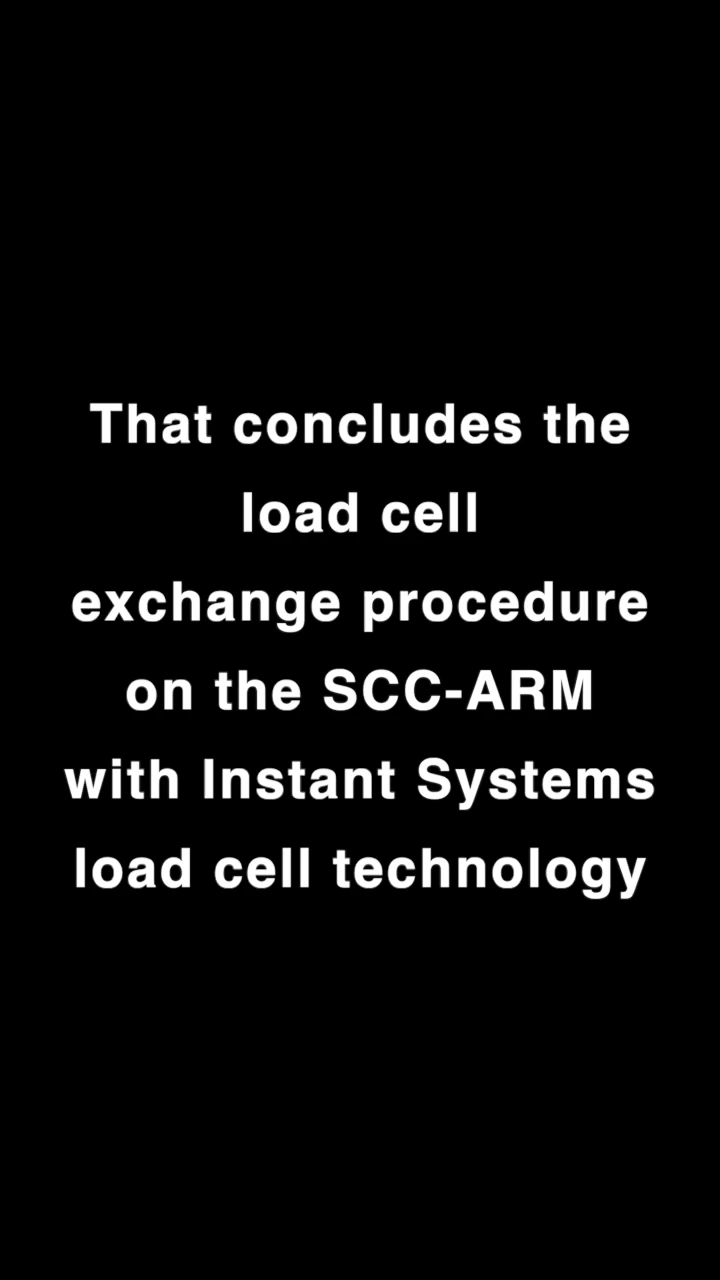 That concludes the
load cell
exchange procedure
on the SCC-ARM
with Instant Systems
load cell technology